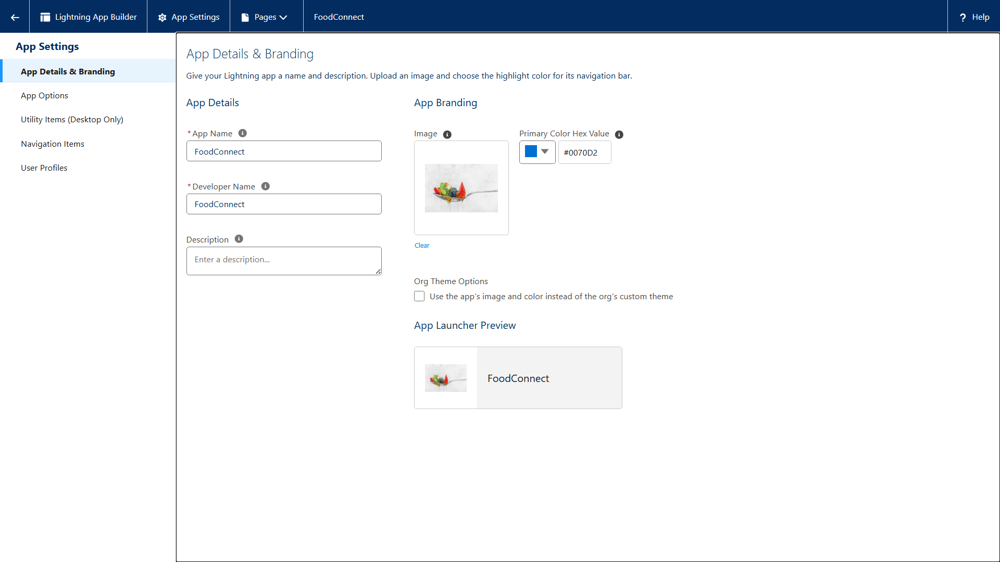 Lightning App Builder
App Settings
Pages
FoodConnect
? Help
App Settings
App Details & Branding
App Options
Utility Items (Desktop Only)
Navigation Items
User Profiles
App Details & Branding
Give your Lightning app a name and description. Upload an image and choose the highlight color for its navigation bar.
App Details
*App Name
FoodConnect
*Developer Name
FoodConnect
Description
Enter a description...
App Branding
Image
Primary Color Hex Value
#0070D2
Clear
Org Theme Options
Use the app's image and color instead of the org's custom theme
App Launcher Preview
FoodConnect